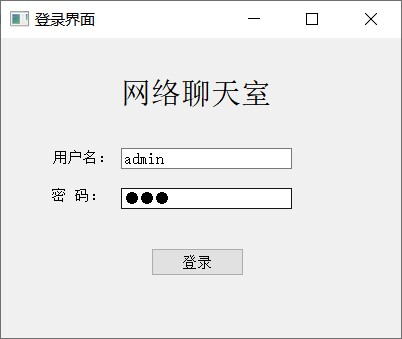 登录界面
网络聊天室
用户名： admin
密 码： ●●●
登录